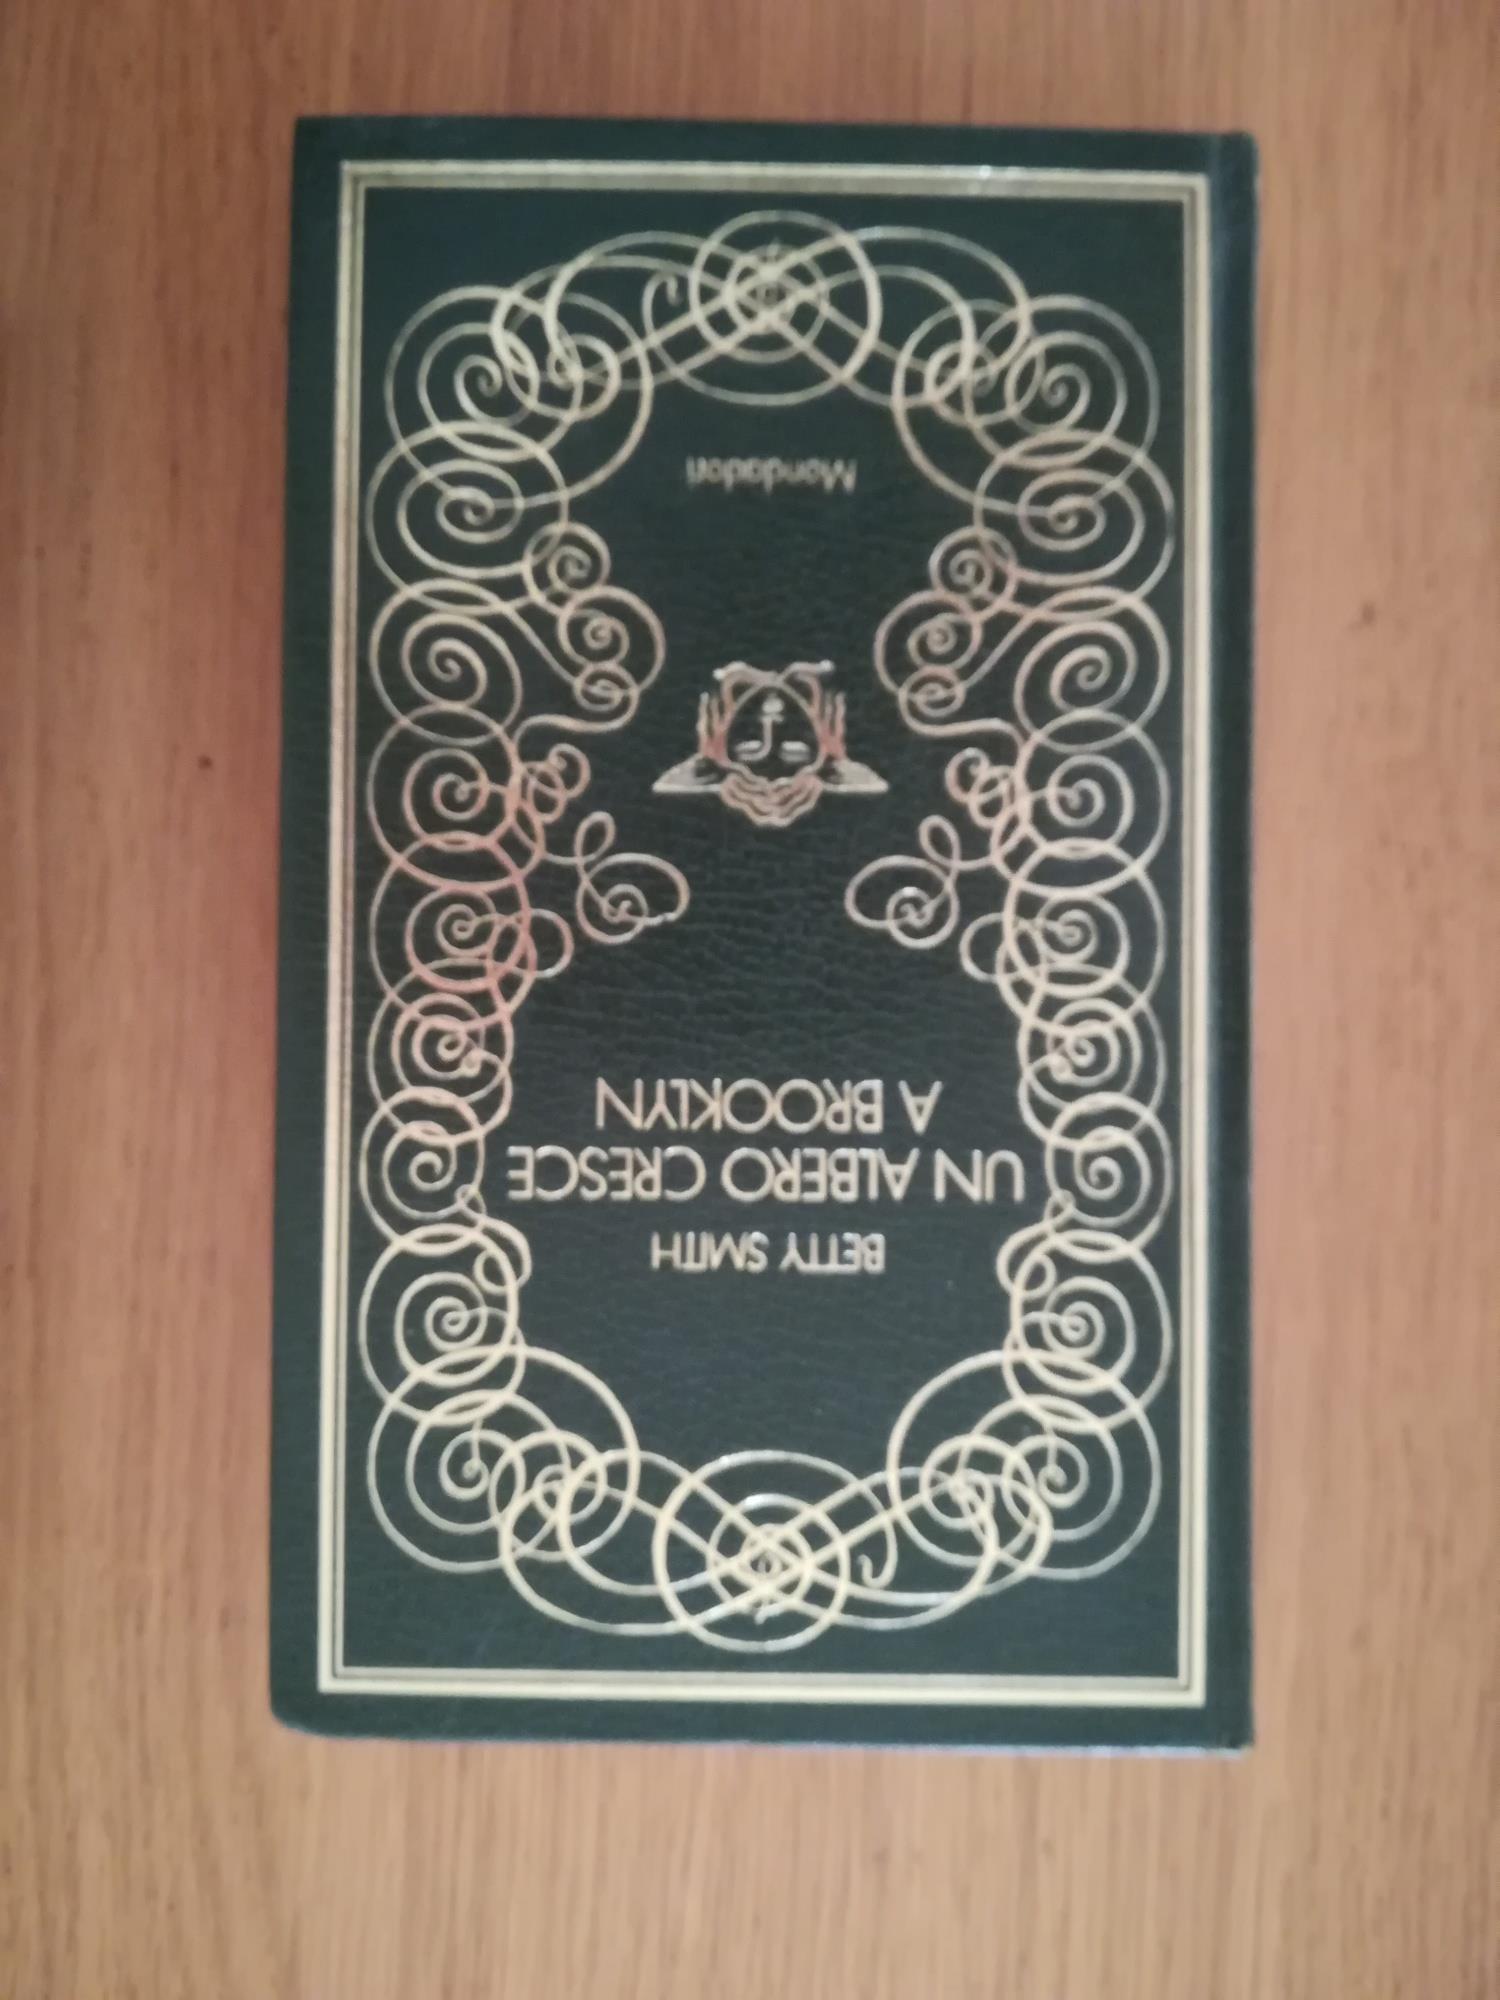 BETTY SMITH
UN ALBERO CRESCE
A BROOKLYN
Mondadori